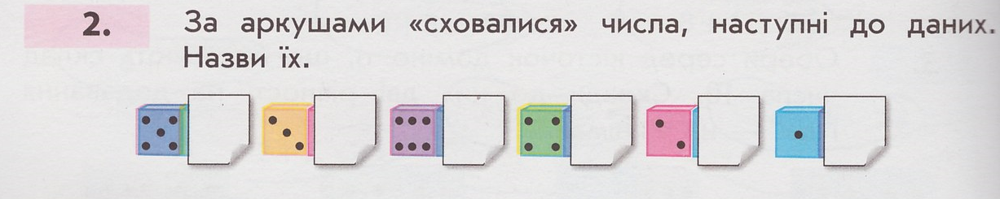 2. За аркушами «сховалися» числа, наступні до даних.
Назви їх.